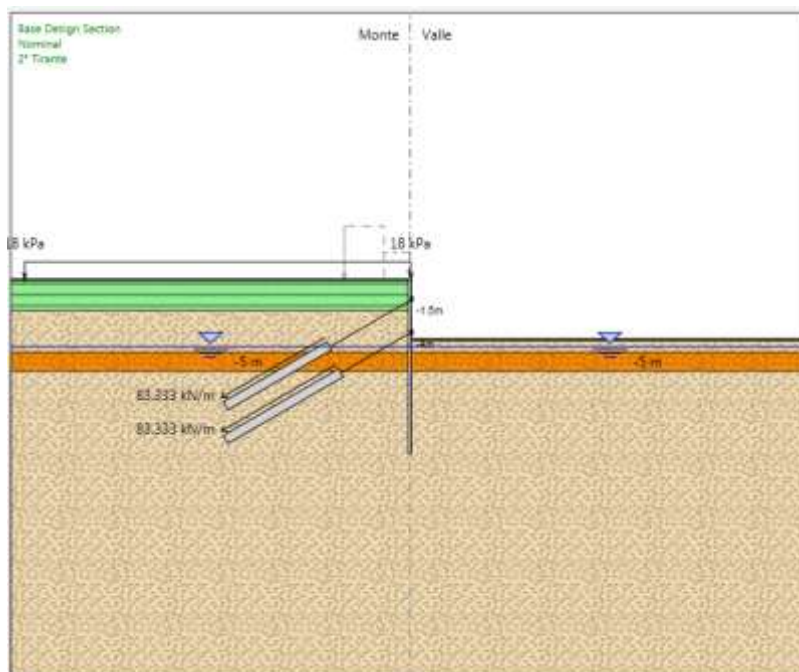 Base Design Section
Nominal
2° Tirante
Monte
Valle
18 kPa
18 kPa
-1.5m
-5 m
-5 m
83.333 kN/m
83.333 kN/m